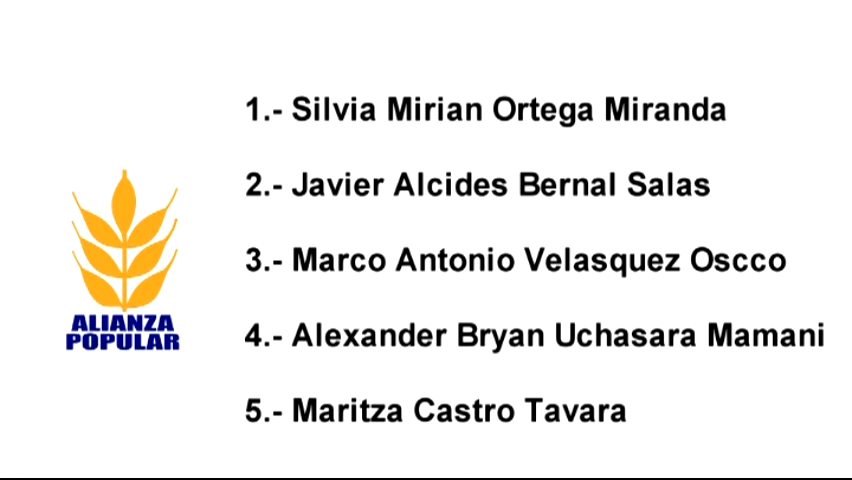 1.- Silvia Mirian Ortega Miranda
2.- Javier Alcides Bernal Salas
3.- Marco Antonio Velasquez Oscco
4.- Alexander Bryan Uchasara Mamani
5.- Maritza Castro Tavara
ALIANZA
POPULAR